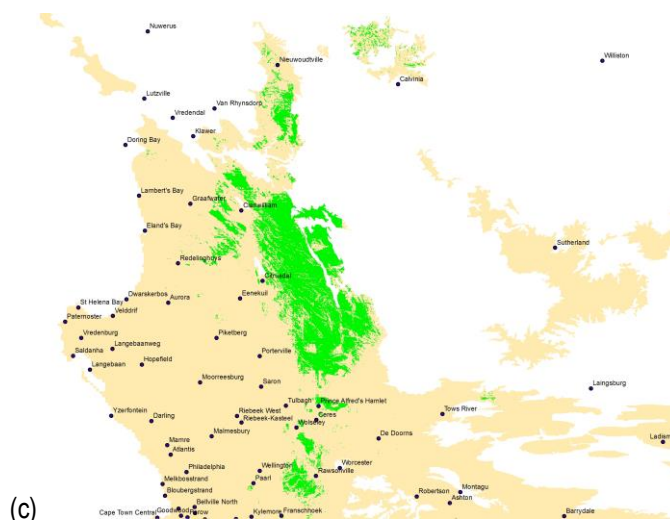 Nuwerus
Williston
Nieuwoudtville
Calvinia
Lutzville
Van Rhynsdorp
Vredendal
Klawer
Doring Bay
Lambert's Bay
Graafwater
Clanwilliam
Eland's Bay
Sutherland
Redelinghuys
Citrusdal
Dwarskerbos
Eenekuil
St Helena Bay
Aurora
Velddrif
Paternoster
Vredenburg
Piketberg
Langebaanweg
Saldanha
Hopefield
Porterville
Langebaan
Moorreesburg
Baron
Laingsburg
Tulbagh
Prince Alfred's Hamlet
Yzerfontein
Riebeek West
Tows River
Darling
Riebeek-Kasteel
Ceres
Wolseley
Malmesbury
De Doorns
Mamre
Atlantis
Philadelphia
Wellington
Worcester
Rawsonville
Melkbosstrand
Paarl
Montagu
Bloubergstrand
Robertson
Ashton
Bellville North
(c)
Cape Town Central
Kylemore
Franschhoek
Barrydale